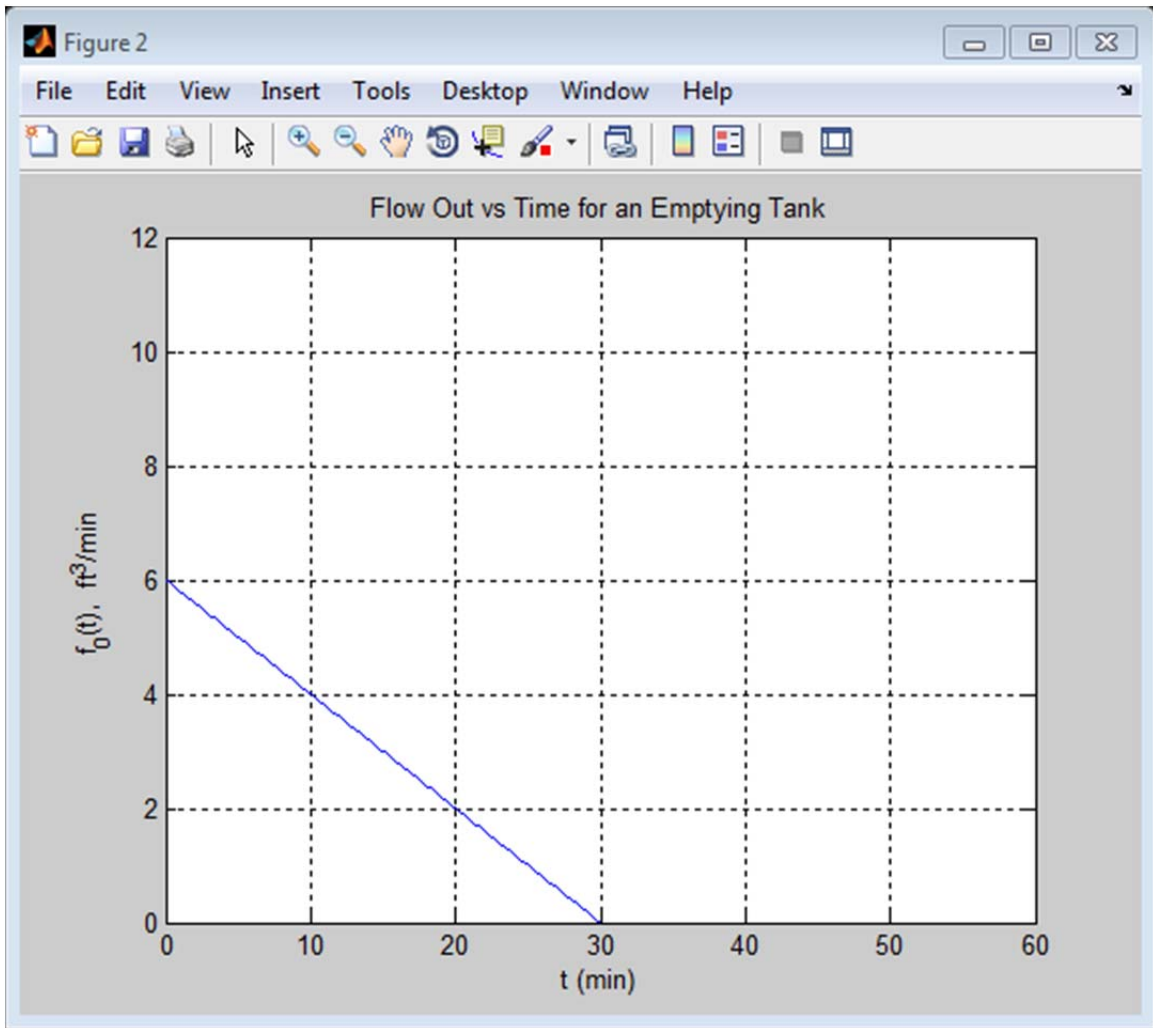 Figure 2
File Edit View Insert Tools Desktop Window Help
Flow Out vs Time for an Emptying Tank
12
10
8
6
4
2
0
f₀(t), ft³/min
0 10 20 30 40 50 60
t (min)